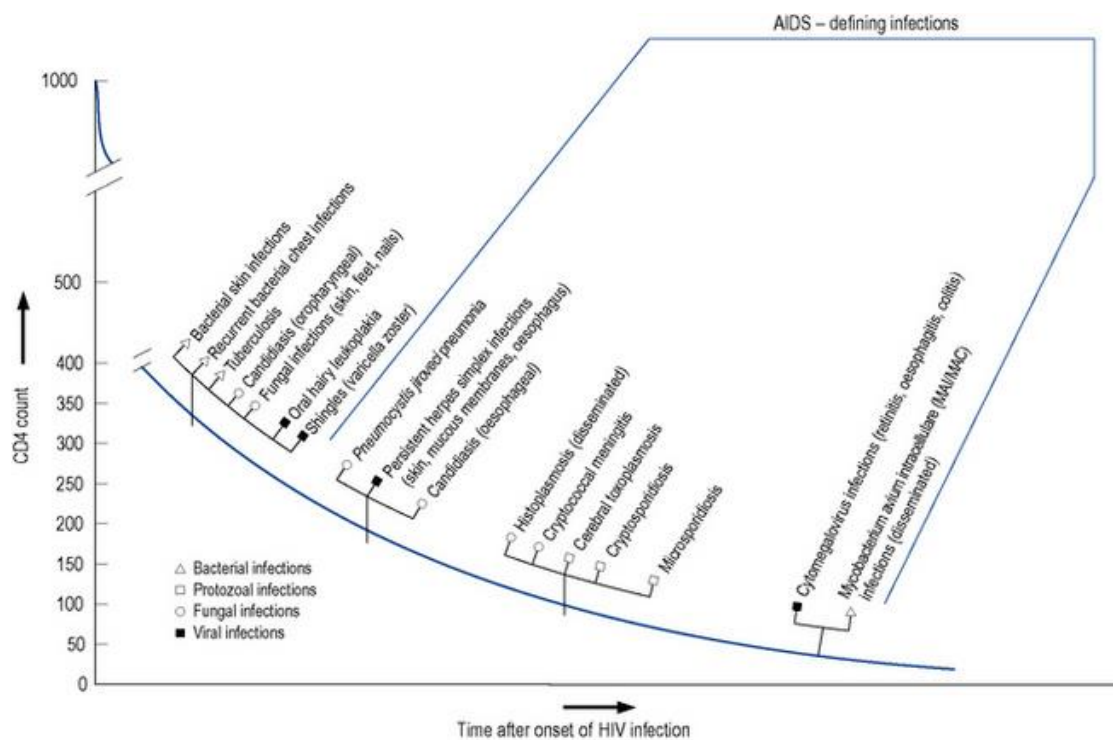 AIDS – defining infections
1000
500
400
350
300
250
200
150
100
50
0
CD4 count
Bacterial skin infections
Recurrent bacterial chest infections
Tuberculosis
Candidiasis (oropharyngeal)
Fungal infections (skin, feet, nails)
Oral hairy leukoplakia
Shingles (varicella zoster)
Pneumocystis jiroveci pneumonia
Persistent herpes simplex infections
(skin, mucous membranes, oesophagus)
Candidiasis (oesophageal)
Histoplasmosis (disseminated)
Cryptococcal meningitis
Cerebral toxoplasmosis
Cryptosporidiosis
Microsporidiosis
Cytomegalovirus infections (retinitis, oesophagitis, colitis)
Mycobacterium avium intracellulare (MAI/MAC)
infections (disseminated)
Bacterial infections
Protozoal infections
Fungal infections
Viral infections
Time after onset of HIV infection